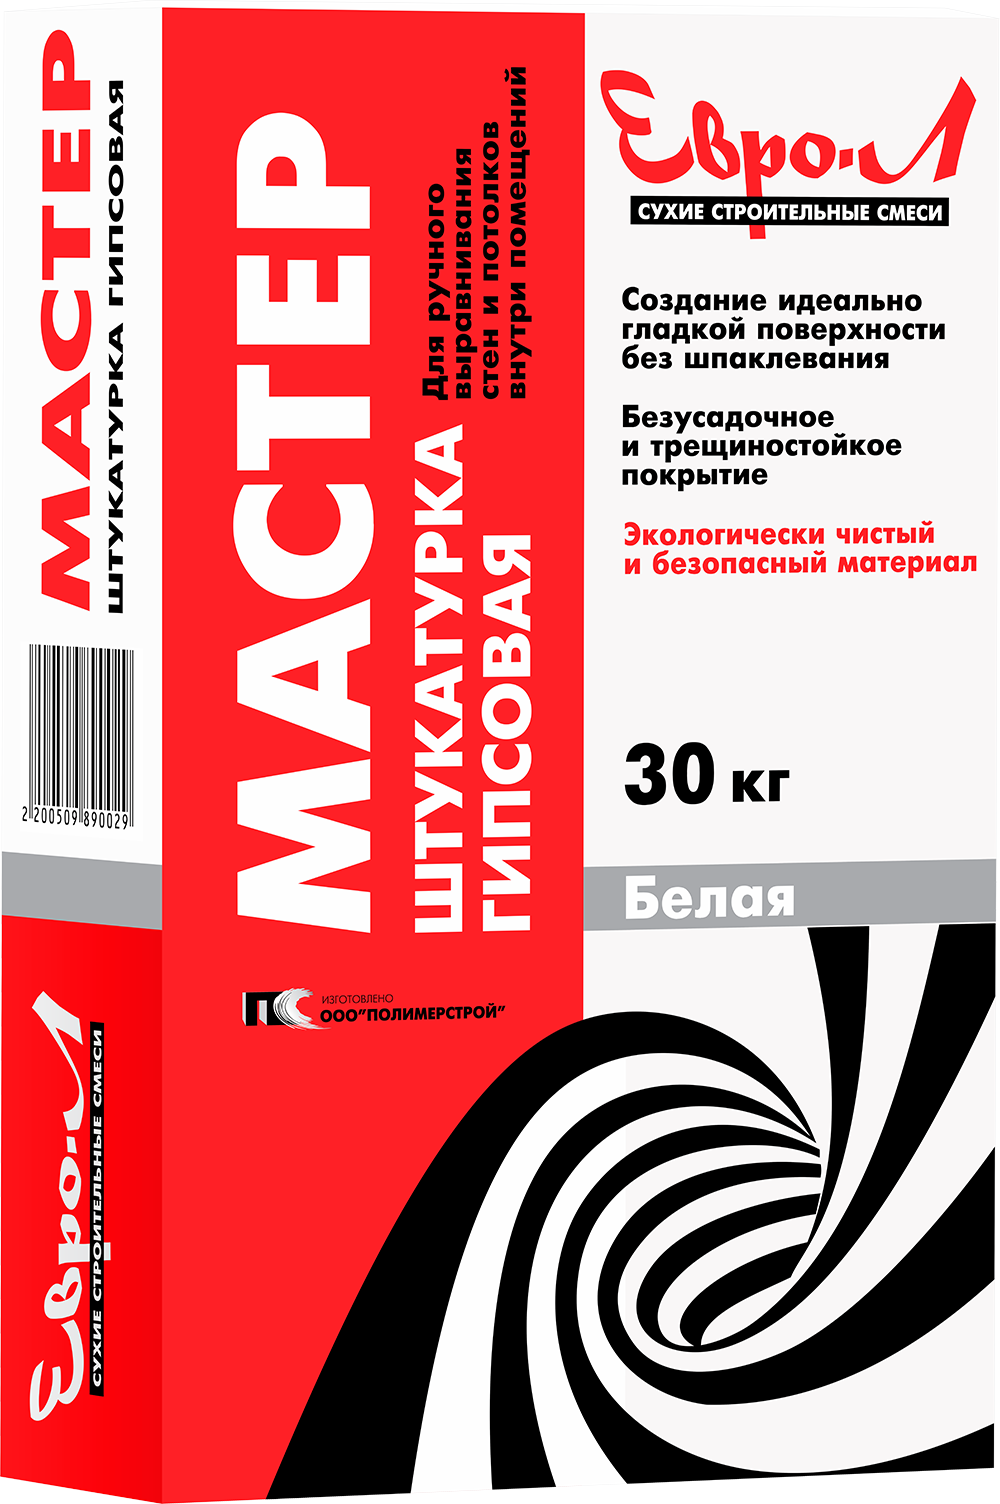 МАСТЕР
ШТУКАТУРКА ГИПСОВАЯ
2 200509 890029
Евро-Л
СУХИЕ СТРОИТЕЛЬНЫЕ СМЕСИ
МАСТЕР
ШТУКАТУРКА
ГИПСОВАЯ
Для ручного
выравнивания
стен и потолков
внутри помещений
ПС
ИЗГОТОВЛЕНО
ООО"ПОЛИМЕРСТРОЙ"
Евро-Л
СУХИЕ СТРОИТЕЛЬНЫЕ СМЕСИ
Создание идеально
гладкой поверхности
без шпаклевания
Безусадочное
и трещиностойкое
покрытие
Экологически чистый
и безопасный материал
30 кг
Белая